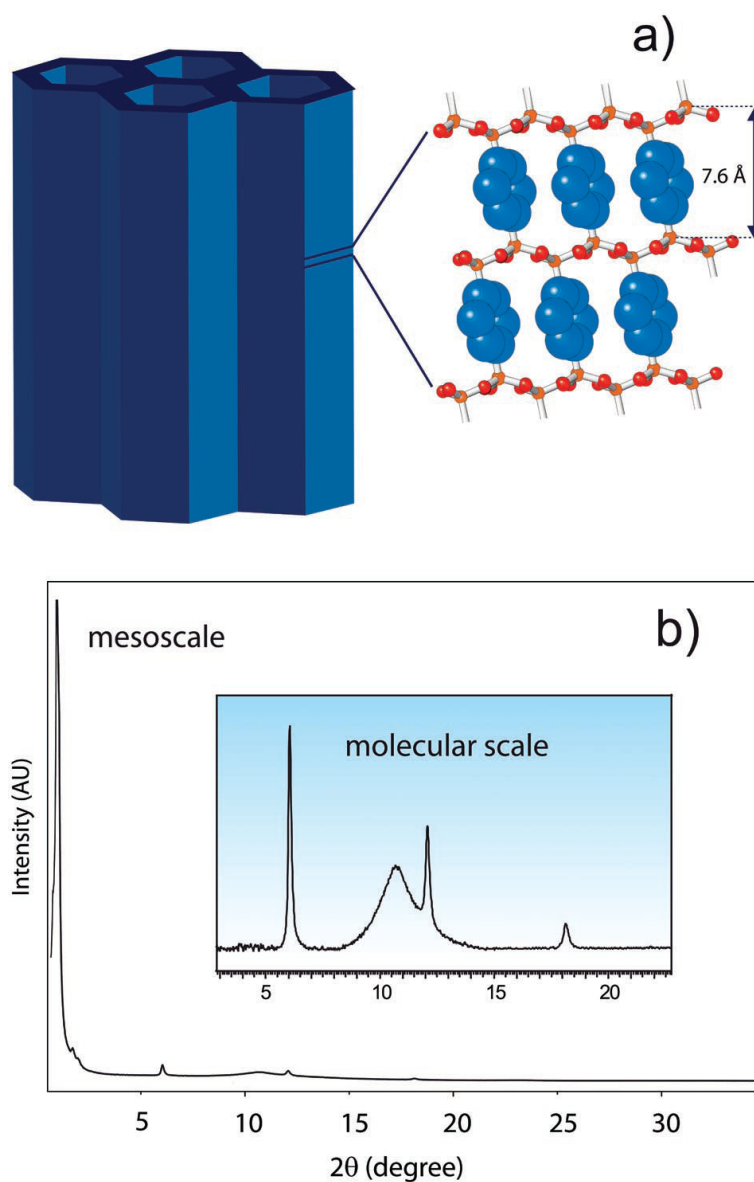 a)
7.6 Å
b)
mesoscale
molecular scale
5 10 15 20
Intensity (AU)
5 10 15 20 25 30
2θ (degree)